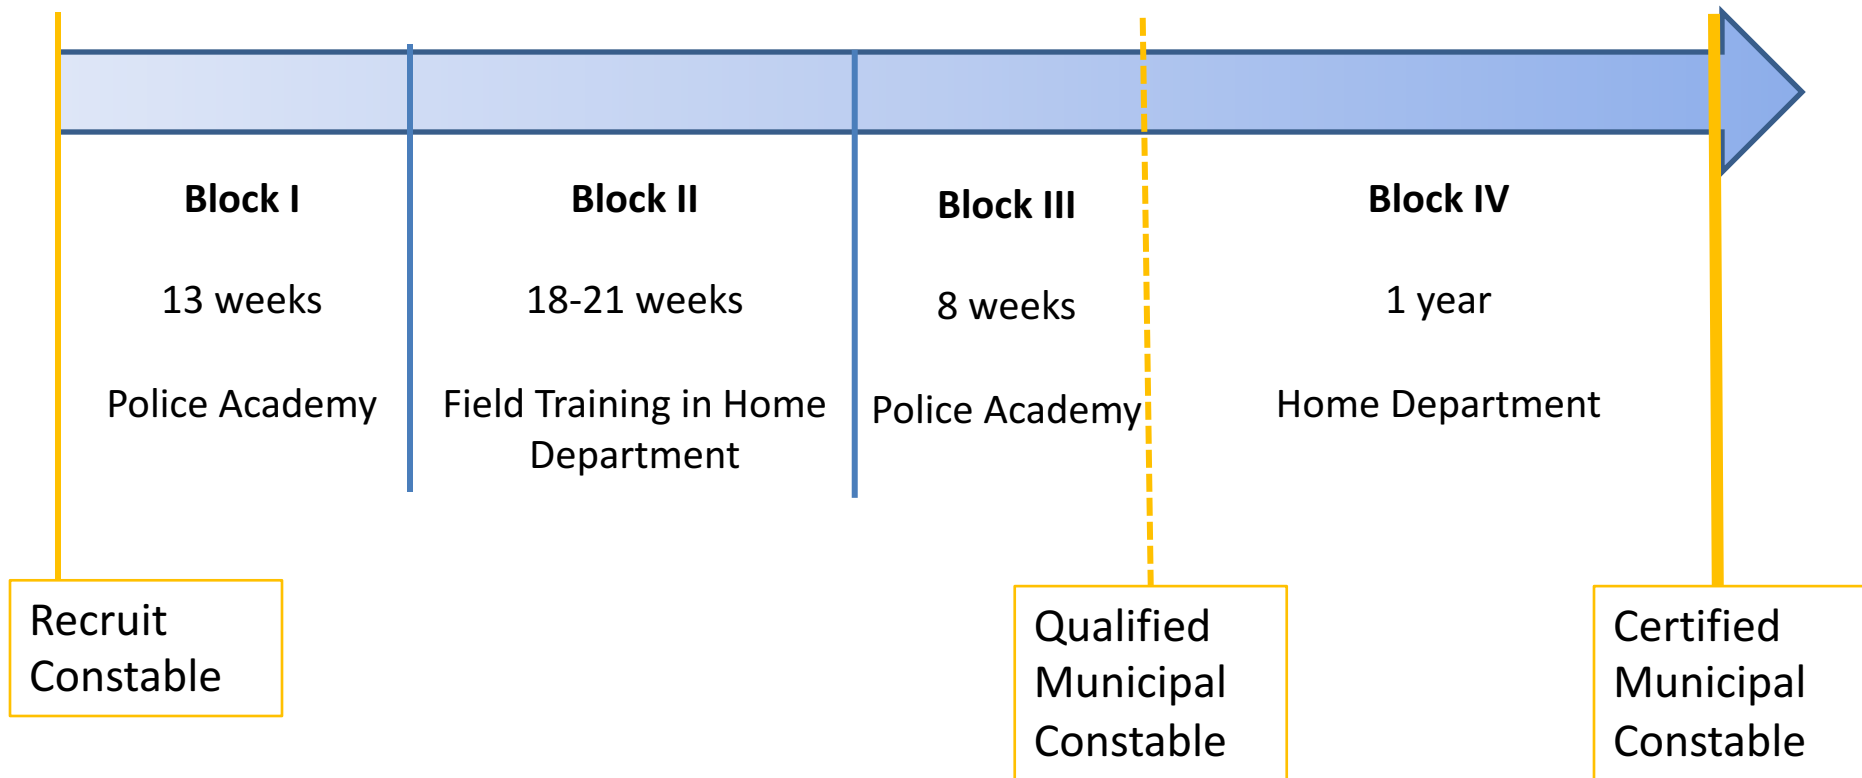 Block I
13 weeks
Police Academy
Block II
18-21 weeks
Field Training in Home
Department
Block III
8 weeks
Police Academy
Block IV
1 year
Home Department
Recruit
Constable
Qualified
Municipal
Constable
Certified
Municipal
Constable